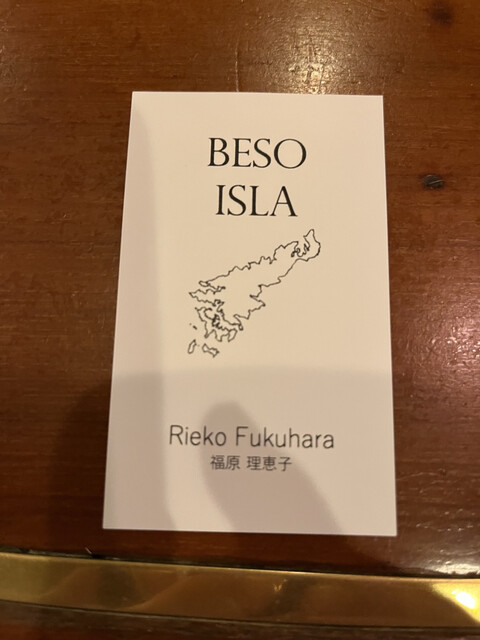 BESO
ISLA
Rieko Fukuhara
福原 理恵子